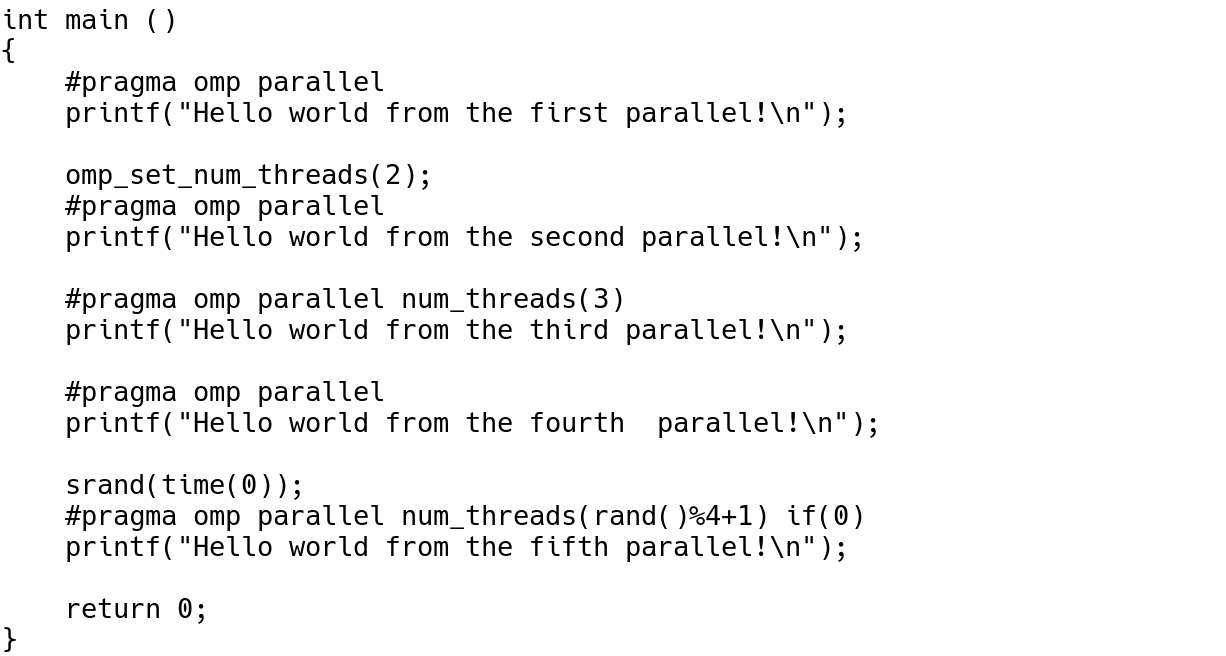 int main ()
{
    #pragma omp parallel
    printf("Hello world from the first parallel!\n");

    omp_set_num_threads(2);
    #pragma omp parallel
    printf("Hello world from the second parallel!\n");

    #pragma omp parallel num_threads(3)
    printf("Hello world from the third parallel!\n");

    #pragma omp parallel
    printf("Hello world from the fourth  parallel!\n");

    srand(time(0));
    #pragma omp parallel num_threads(rand()%4+1) if(0)
    printf("Hello world from the fifth parallel!\n");

    return 0;
}